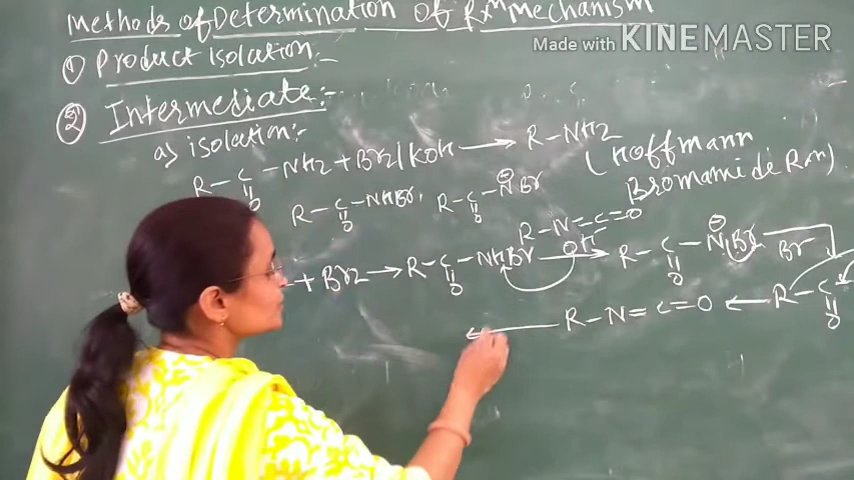 Methods of Determination of Rxn Mechanism
Made with KINEMASTER
① Product isolation:-
② Intermediate:-
a) isolation:-
R-C-NH2+Br2/KOH → R-NH2
O
(Hoffmann
Bromamide Rxn).
R-C-NHBr,
O
R-C-N⊖Br
O
R-N=C=O
+ Br2 → R-C-NHBr
O
OH
→ R-C-N⊖Br
O
Br
R-C
O
← R-N=C=O ←